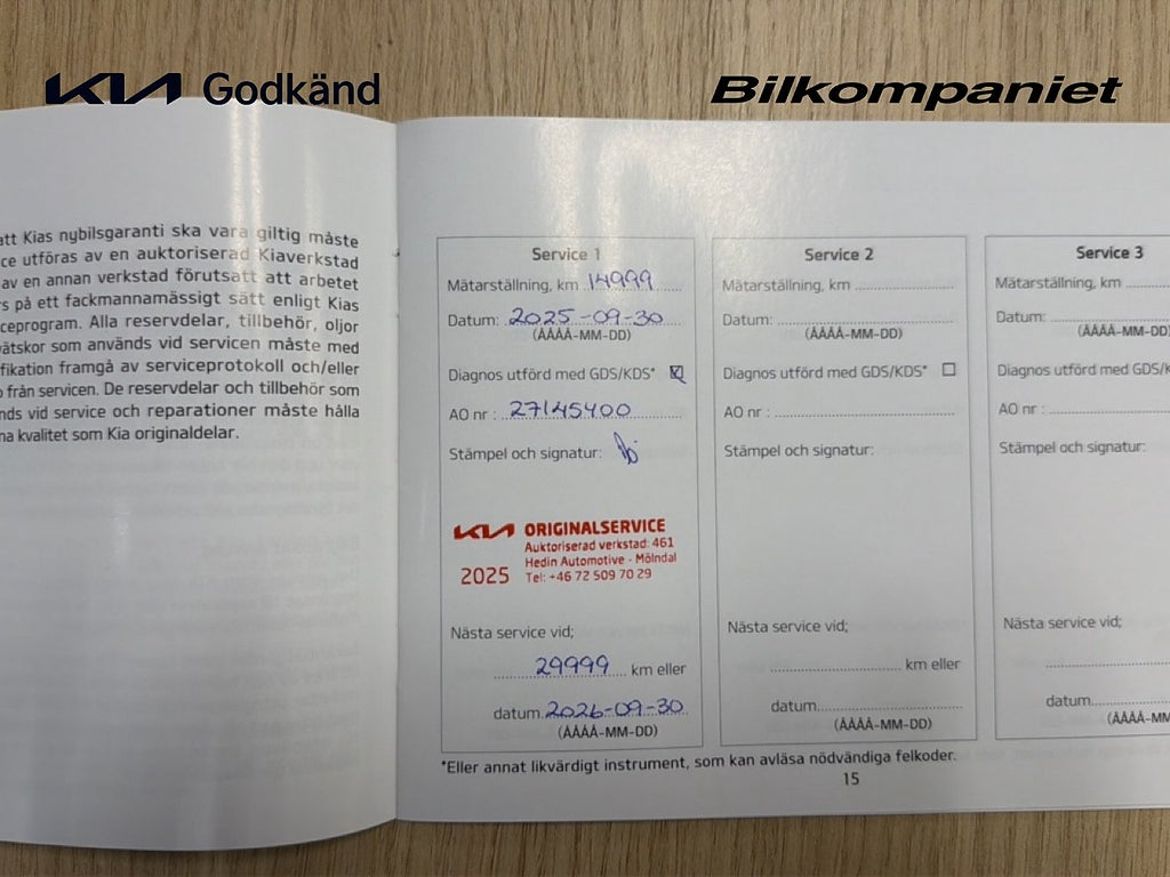 KIA Godkänd
Bilkompaniet
att Kias nybilsgaranti ska vara giltig måste
ce utföras av en auktoriserad Kiaverkstad
av en annan verkstad förutsatt att arbetet
rs på ett fackmannamässigt sätt enligt Kias
ceprogram. Alla reservdelar, tillbehör, oljor
vätskor som används vid servicen måste med
fikation framgå av serviceprotokoll och/eller
o från servicen. De reservdelar och tillbehör som
nds vid service och reparationer måste hålla
na kvalitet som Kia originaldelar.
Service 1
Mätarställning, km 14999
Datum: 2025-09-30
(ÅÅÅÅ-MM-DD)
Diagnos utförd med GDS/KDS*
AO nr : 27145400
Stämpel och signatur:
KIA ORIGINALSERVICE
Auktoriserad verkstad: 461
Hedin Automotive - Mölndal
2025 Tel: +46 72 509 70 29
Nästa service vid;
29999 km eller
datum. 2026-09-30
(ÅÅÅÅ-MM-DD)
Service 2
Mätarställning, km
Datum:
(ÅÅÅÅ-MM-DD)
Diagnos utförd med GDS/KDS*
AO nr :
Stämpel och signatur:
Nästa service vid;
km eller
datum
(ÅÅÅÅ-MM-DD)
Service 3
Mätarställning, km
Datum:
(ÅÅÅÅ-MM-DD)
Diagnos utförd med GDS/K
AO nr :
Stämpel och signatur:
Nästa service vid;
datum
(ÅÅÅÅ-MM
*Eller annat likvärdigt instrument, som kan avläsa nödvändiga felkoder.
15